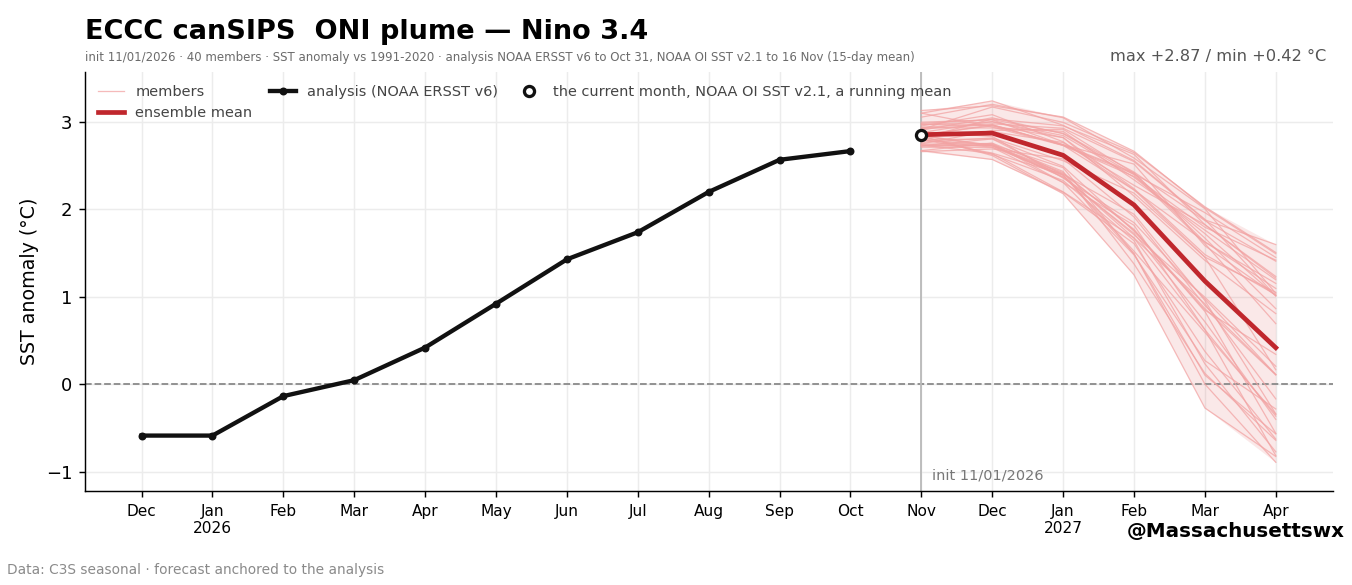 ECCC canSIPS  ONI plume — Nino 3.4
init 11/01/2026 · 40 members · SST anomaly vs 1991-2020 · analysis NOAA ERSST v6 to Oct 31, NOAA OI SST v2.1 to 16 Nov (15-day mean)
max +2.87 / min +0.42 °C
members
analysis (NOAA ERSST v6)
the current month, NOAA OI SST v2.1, a running mean
ensemble mean
SST anomaly (°C)
3
2
1
0
−1
init 11/01/2026
Dec Jan Feb Mar Apr May Jun Jul Aug Sep Oct Nov Dec Jan Feb Mar Apr
2026 2027
@Massachusettswx
Data: C3S seasonal · forecast anchored to the analysis